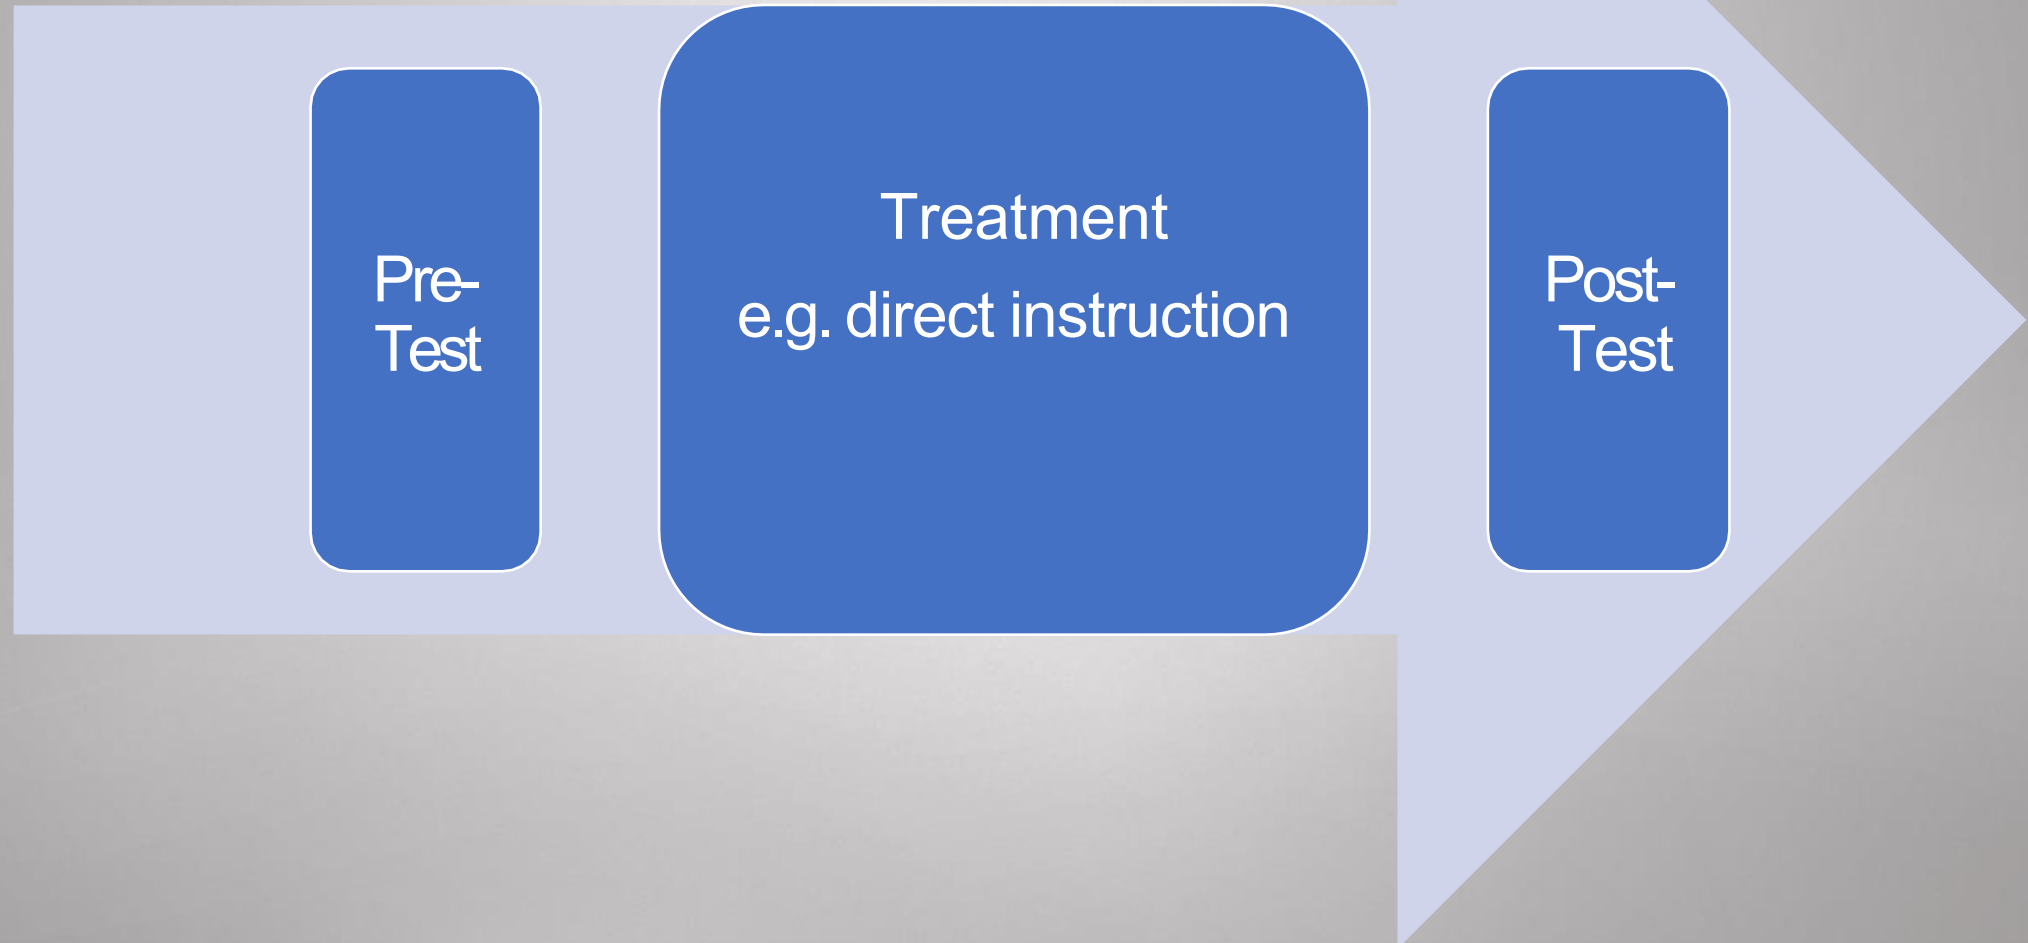 Pre-
Test
Treatment
e.g. direct instruction
Post-
Test